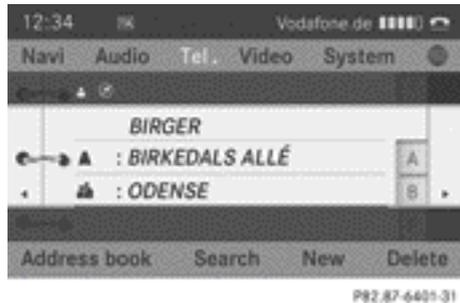 12:34 Vodafone.de
Navi Audio Tel. Video System
BIRGER
A : BIRKEDALS ALLÉ A
: ODENSE B
Address book Search New Delete
P82.87-6401-31